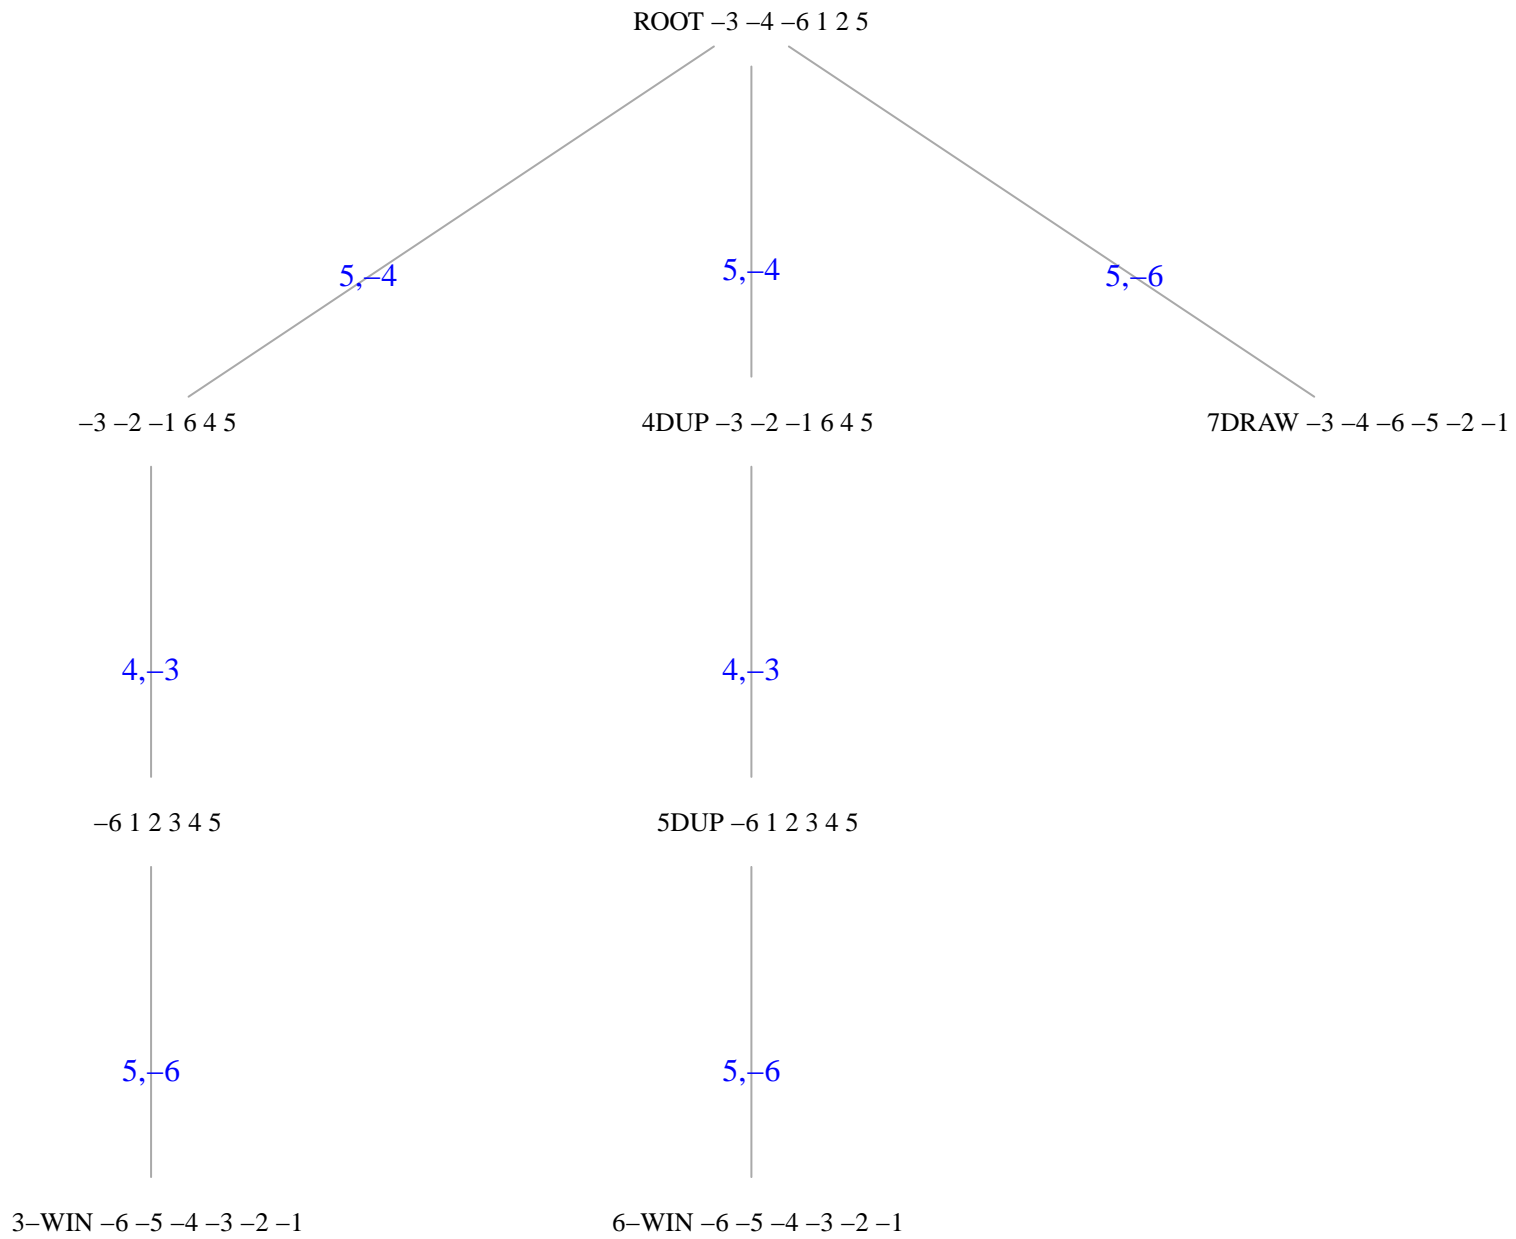 ROOT –3 –4 –6 1 2 5
5,–4
5,–4
5,–6
–3 –2 –1 6 4 5
4DUP –3 –2 –1 6 4 5
7DRAW –3 –4 –6 –5 –2 –1
4,–3
4,–3
–6 1 2 3 4 5
5DUP –6 1 2 3 4 5
5,–6
5,–6
3–WIN –6 –5 –4 –3 –2 –1
6–WIN –6 –5 –4 –3 –2 –1